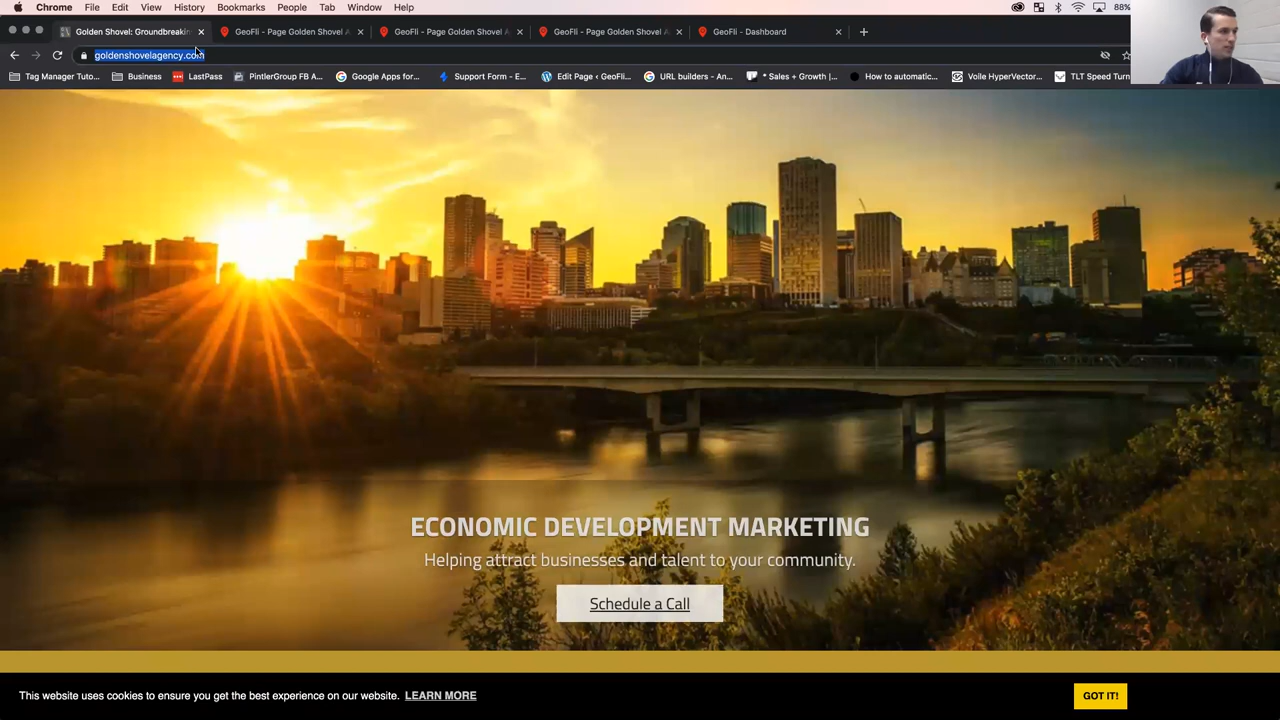 Chrome File Edit View History Bookmarks People Tab Window Help 88%
Golden Shovel: Groundbreakin GeoFli - Page Golden Shovel A GeoFli - Page Golden Shovel A GeoFli - Page Golden Shovel A GeoFli - Dashboard
goldenshovelagency.com
Tag Manager Tuto... Business LastPass PintlerGroup FB A... Google Apps for... Support Form - E... Edit Page ‹ GeoFli... URL builders - An... * Sales + Growth |... How to automatic... Voile HyperVector... TLT Speed Turn
ECONOMIC DEVELOPMENT MARKETING
Helping attract businesses and talent to your community.
Schedule a Call
This website uses cookies to ensure you get the best experience on our website. LEARN MORE
GOT IT!